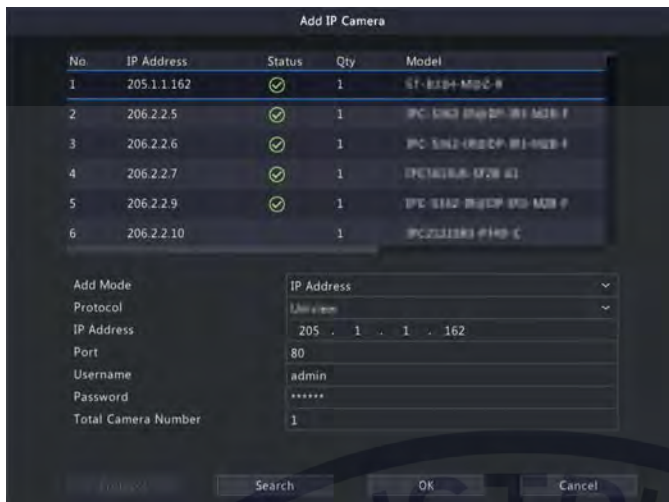 Add IP Camera
No. IP Address Status Qty Model
1 205.1.1.162 1
2 206.2.2.5 1
3 206.2.2.6 1
4 206.2.2.7 1
5 206.2.2.9 1
6 206.2.2.10 1
Add Mode IP Address
Protocol
IP Address 205 . 1 . 1 . 162
Port 80
Username admin
Password ******
Total Camera Number 1
Search OK Cancel